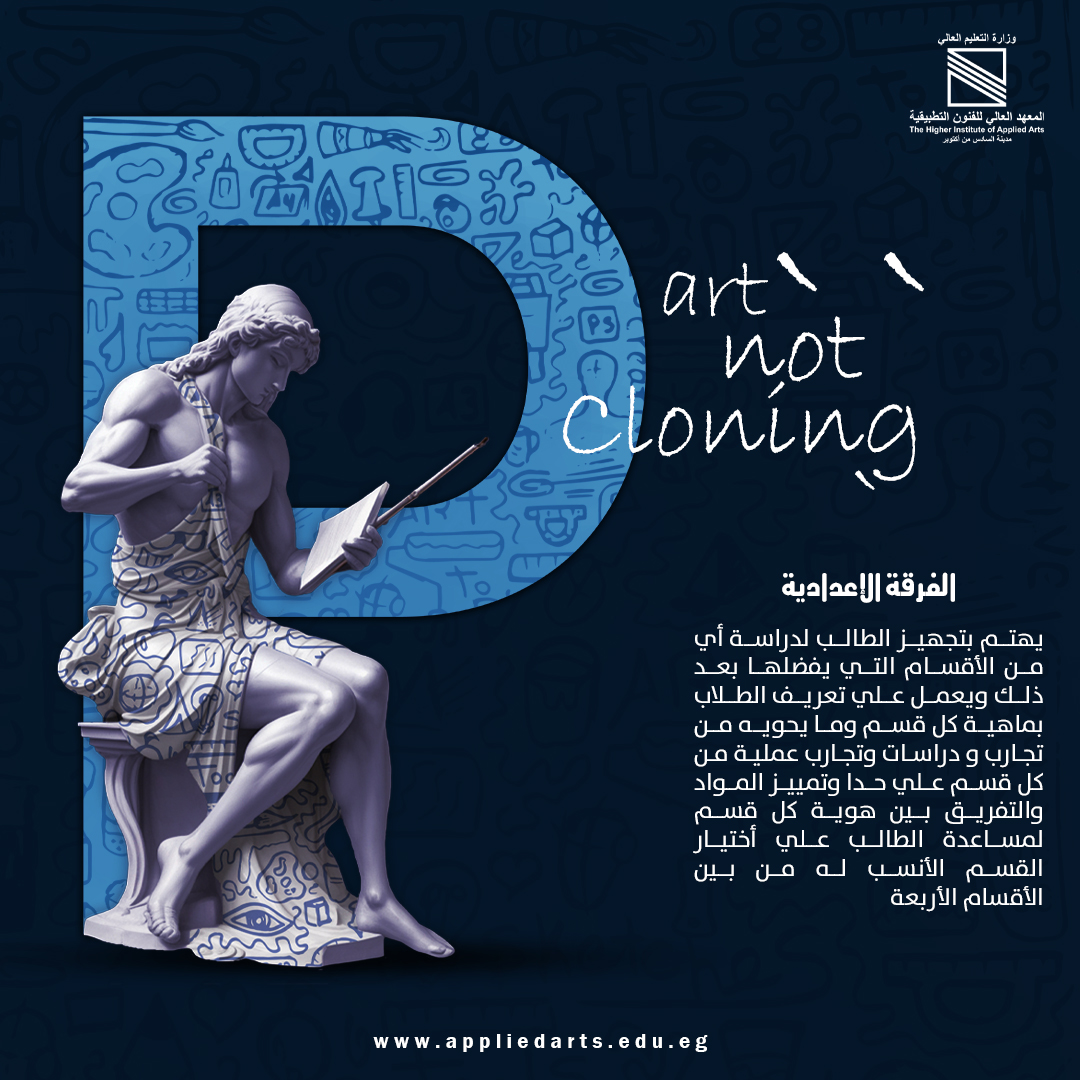 وزارة التعليم العالي
المعهد العالي للفنون التطبيقية
The Higher Institute of Applied Arts
مدينة السادس من أكتوبر
P
PS
ART
art
not
cloning
الفرقة الإعدادية
يهتم بتجهيز الطالب لدراسة أي
من الأقسام التي يفضلها بعد
ذلك ويعمل علي تعريف الطلاب
بماهية كل قسم وما يحويه من
تجارب و دراسات وتجارب عملية من
كل قسم علي حدا وتمييز المواد
والتفريق بين هوية كل قسم
لمساعدة الطالب علي أختيار
القسم الأنسب له من بين
الأقسام الأربعة
www.appliedarts.edu.eg